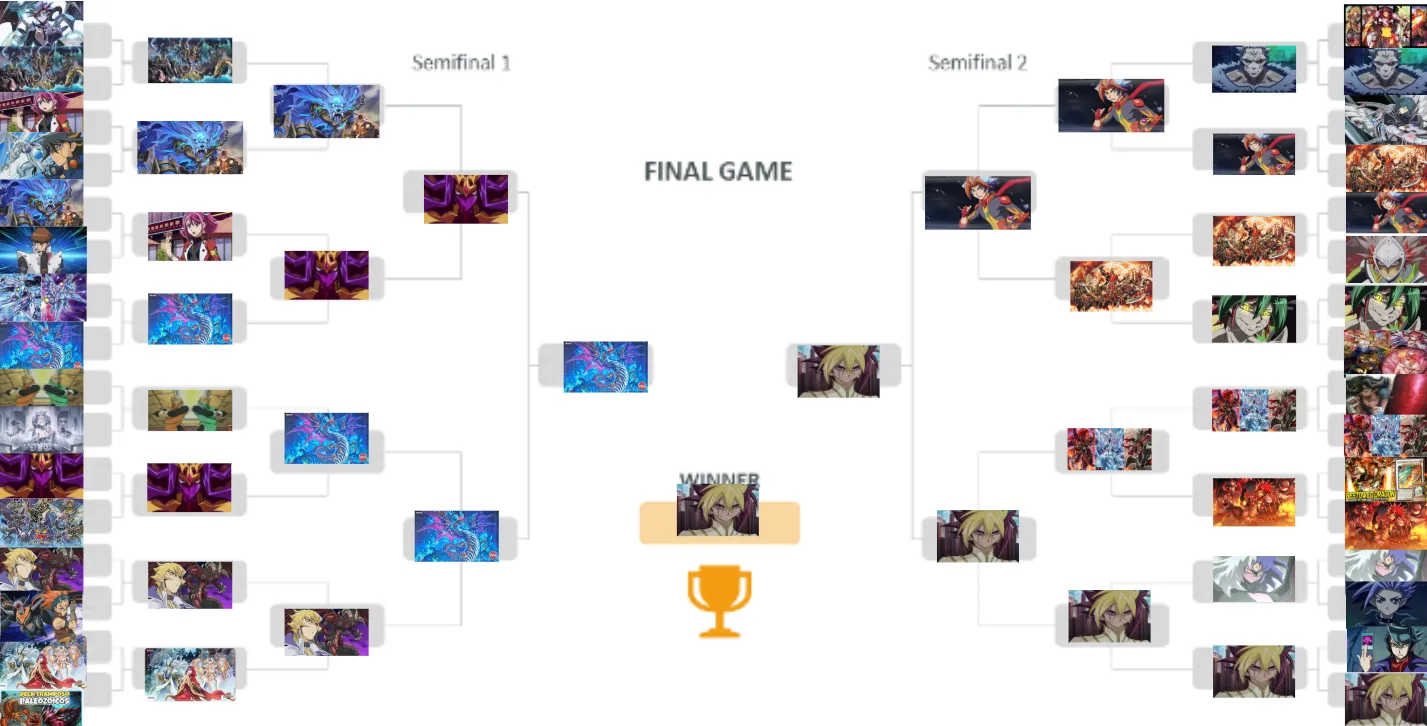 Semifinal 1
Semifinal 2
FINAL GAME
WINNER
DECK TRAMPOSO
PALEOZOICOS